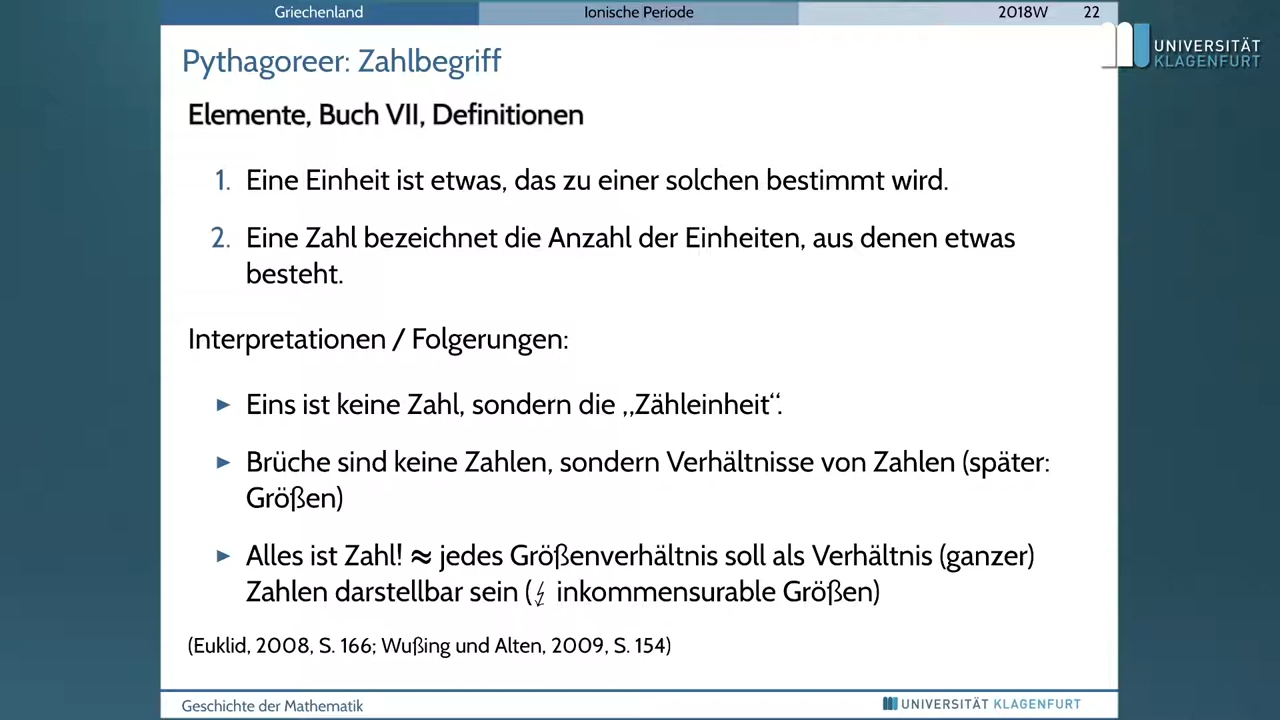 Griechenland Ionische Periode 2018W 22
UNIVERSITÄT
KLAGENFURT
Pythagoreer: Zahlbegriff
Elemente, Buch VII, Definitionen
1. Eine Einheit ist etwas, das zu einer solchen bestimmt wird.
2. Eine Zahl bezeichnet die Anzahl der Einheiten, aus denen etwas
besteht.
Interpretationen / Folgerungen:
▶ Eins ist keine Zahl, sondern die „Zähleinheit“.
▶ Brüche sind keine Zahlen, sondern Verhältnisse von Zahlen (später:
Größen)
▶ Alles ist Zahl! ≈ jedes Größenverhältnis soll als Verhältnis (ganzer)
Zahlen darstellbar sein (↯ inkommensurable Größen)
(Euklid, 2008, S. 166; Wußing und Alten, 2009, S. 154)
Geschichte der Mathematik UNIVERSITÄT KLAGENFURT